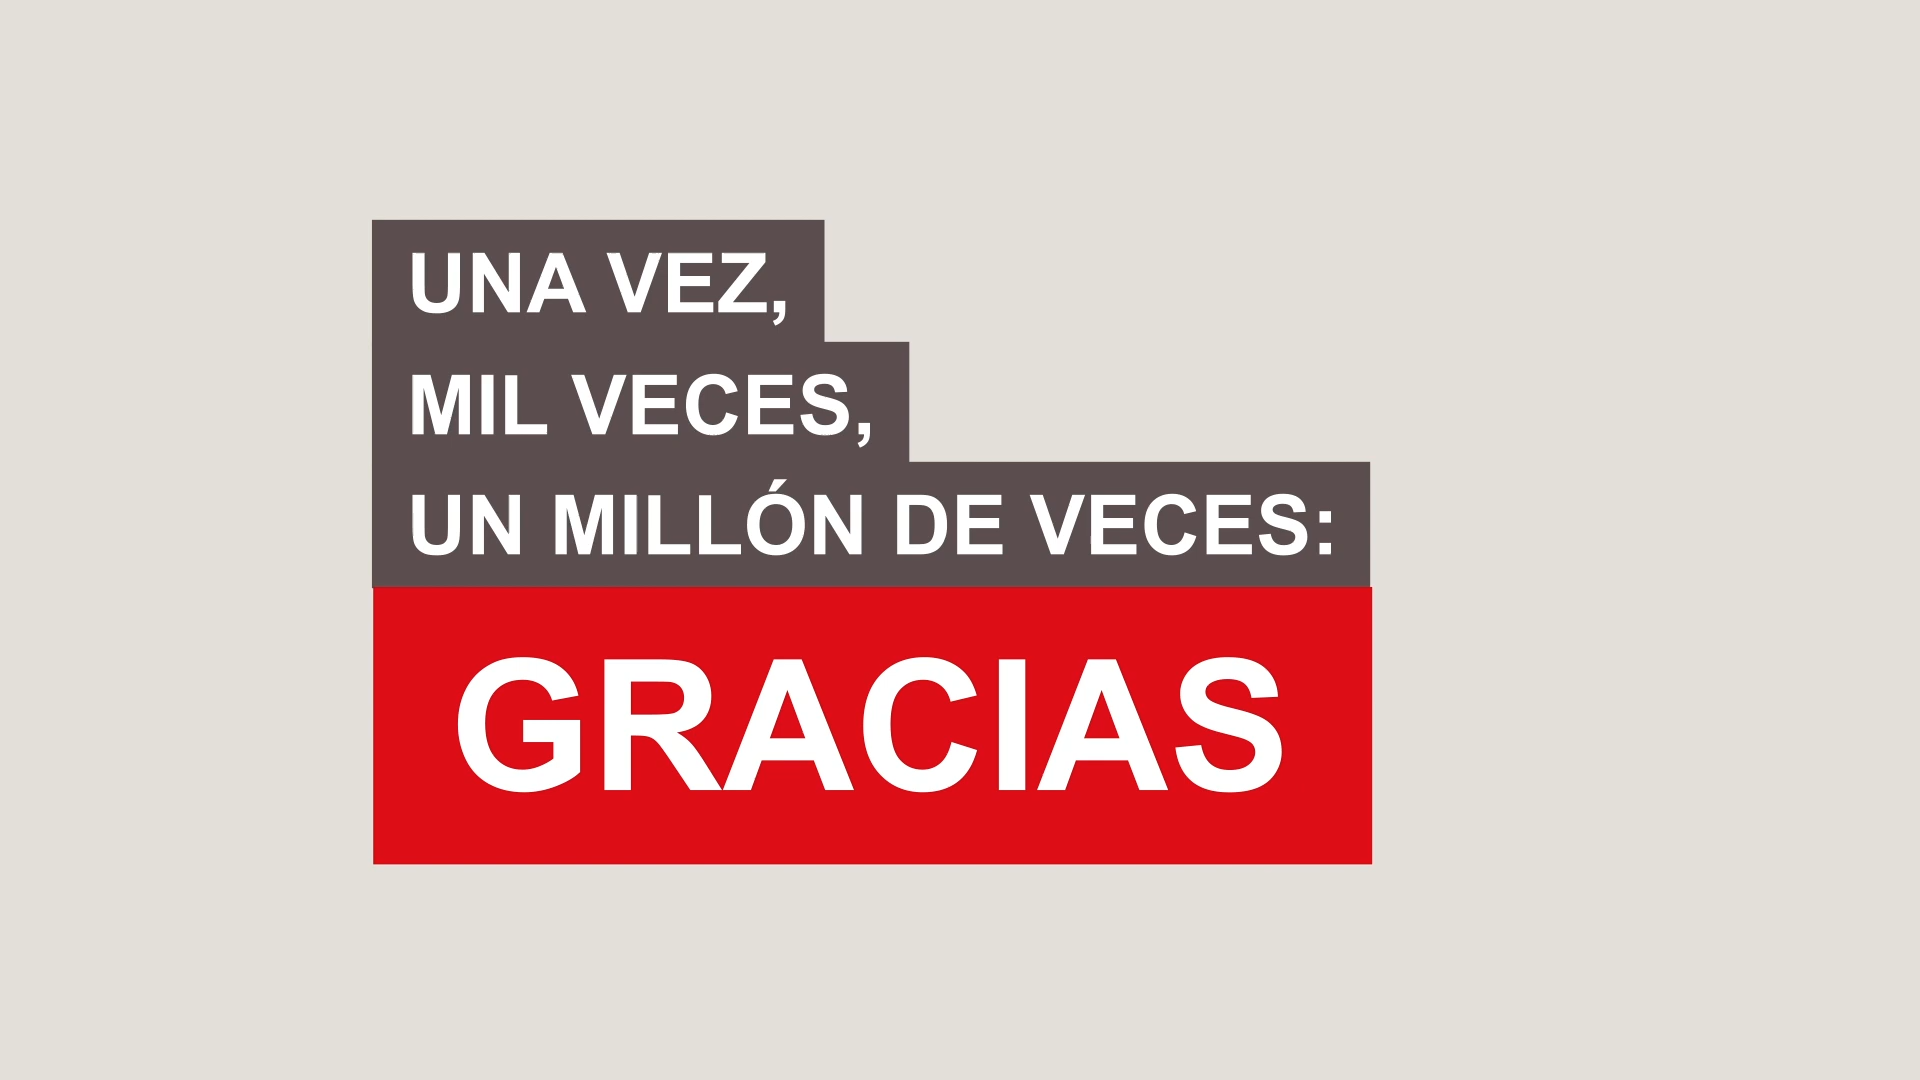 UNA VEZ,
MIL VECES,
UN MILLÓN DE VECES:
GRACIAS